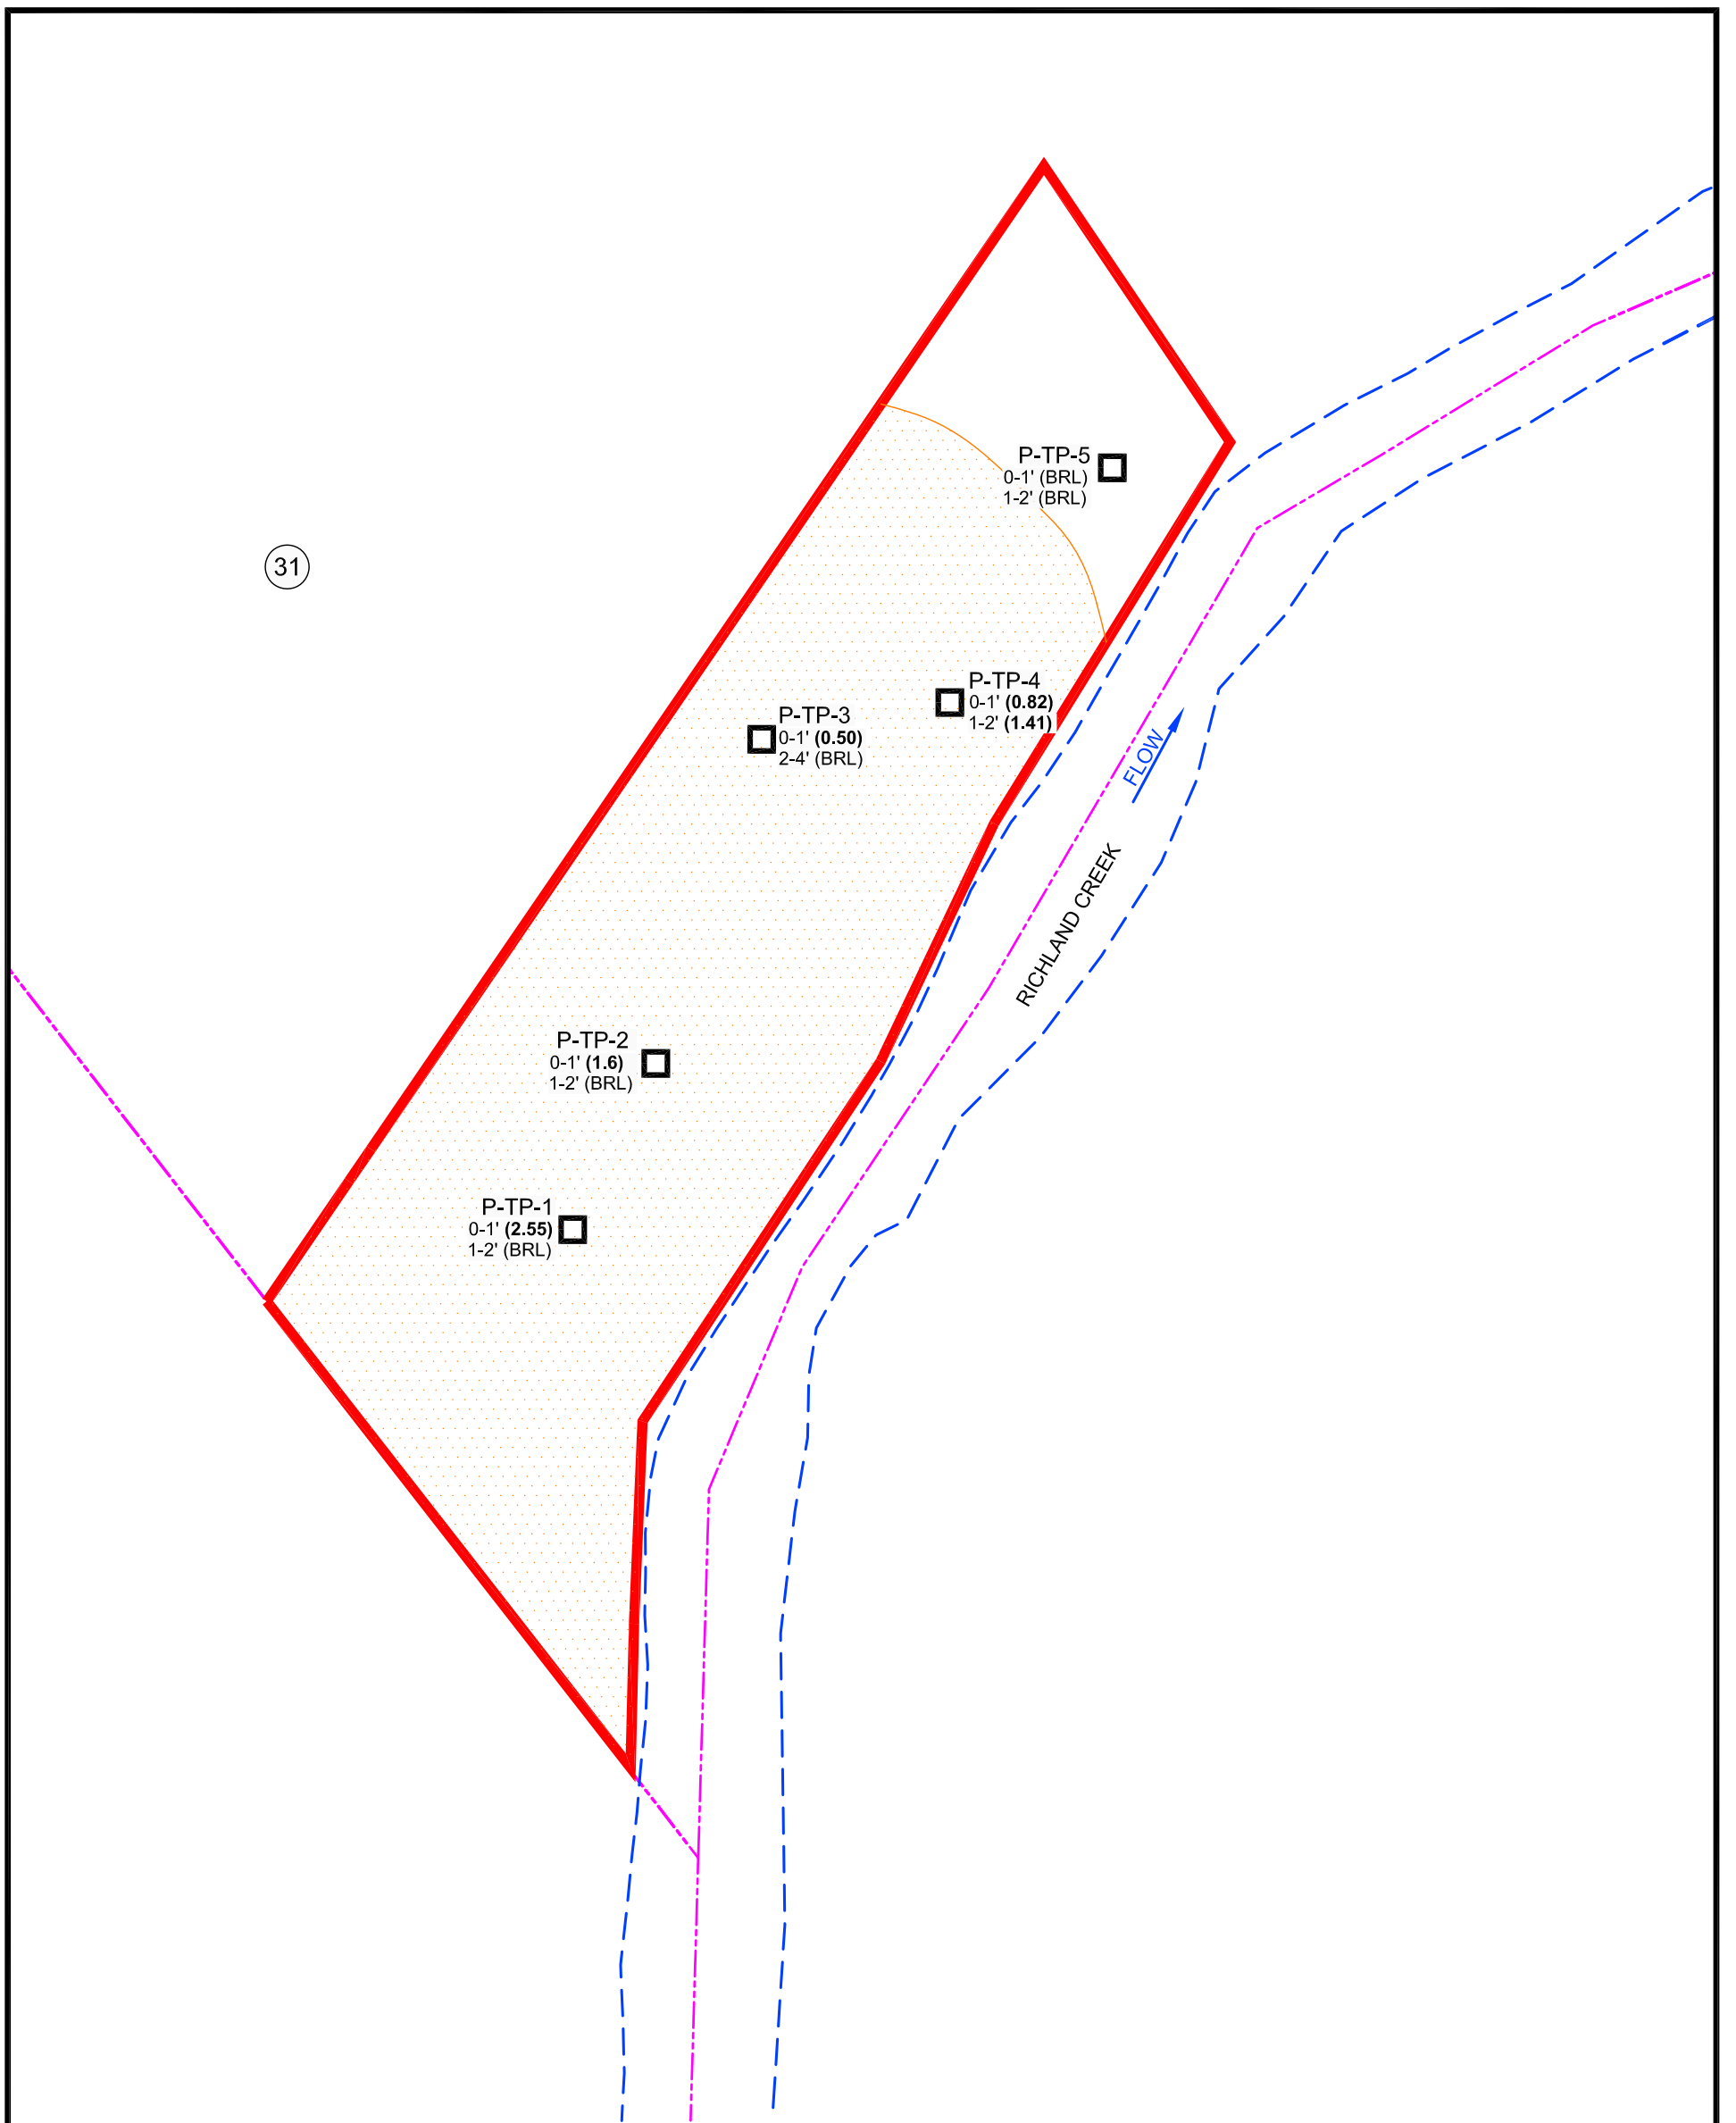 P-TP-5
0-1' (BRL)
1-2' (BRL)
31
P-TP-4
0-1' (0.82)
1-2' (1.41)
P-TP-3
0-1' (0.50)
2-4' (BRL)
FLOW
RICHLAND CREEK
P-TP-2
0-1' (1.6)
1-2' (BRL)
P-TP-1
0-1' (2.55)
1-2' (BRL)